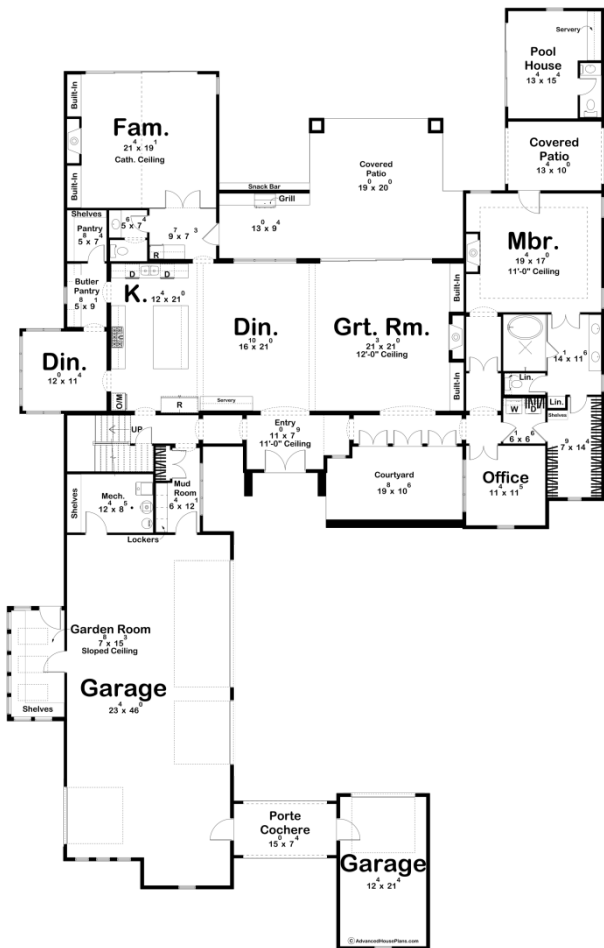 Servery
Pool
House
13⁴ x 15⁴
Built-In
Fam.
21⁴ x 19¹
Cath. Ceiling
Built-In
Covered
Patio
13⁴ x 10⁰
Covered
Patio
19⁰ x 20⁰
Snack Bar
Grill
13⁰ x 9⁴
Shelves
Pantry
5⁸ x 7⁴
5⁶ x 7⁴
9⁷ x 7³
R
Mbr.
19⁴ x 17⁰
11'-0" Ceiling
Butler
Pantry
5⁸ x 9¹
D
D
K.
12⁴ x 21⁰
Din.
16¹⁰ x 21⁰
Grt. Rm.
21³ x 21⁰
12'-0" Ceiling
Built-In
Built-In
Din.
12⁰ x 11⁴
14¹ x 11⁶
Lin.
Lin.
O/M
R
Servery
W
D
Shelves
6¹ x 6⁶
7⁹ x 14⁰
UP
Entry
11⁰ x 7⁹
11'-0" Ceiling
Courtyard
19⁸ x 10⁶
Office
11⁴ x 11⁵
Mud
Room
6⁴ x 12¹
Shelves
Mech.
12⁴ x 8⁵
Lockers
Garden Room
7⁸ x 15³
Sloped Ceiling
Garage
23⁴ x 46⁰
Shelves
Porte
Cochere
15⁰ x 7⁴
Garage
12⁴ x 21⁴
© AdvancedHousePlans.com